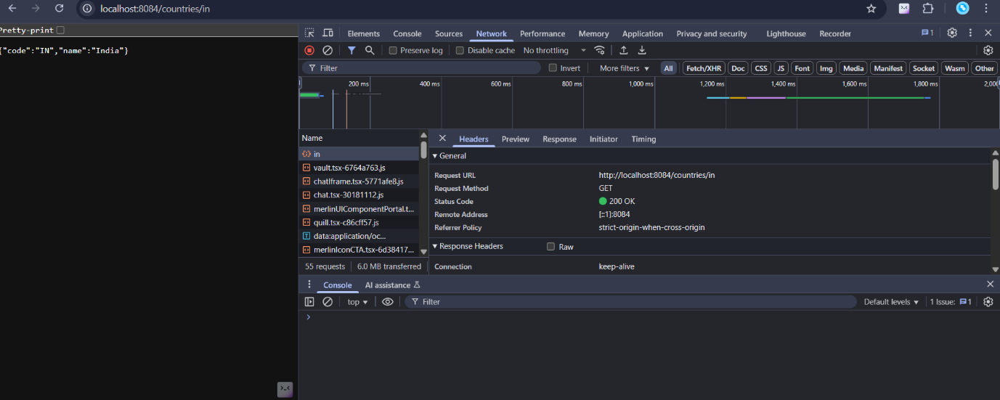 localhost:8084/countries/in
Pretty-print
{"code":"IN","name":"India"}
Elements Console Sources Network Performance Memory Application Privacy and security Lighthouse Recorder 1
Preserve log Disable cache No throttling
Filter Invert More filters All Fetch/XHR Doc CSS JS Font Img Media Manifest Socket Wasm Other
200 ms 400 ms 600 ms 800 ms 1,000 ms 1,200 ms 1,400 ms 1,600 ms 1,800 ms 2,00
Name
in
vault.tsx-6764a763.js
chatIframe.tsx-5771afe8.js
chat.tsx-30181112.js
merlinUIComponentPortal.t...
quill.tsx-c86cff57.js
data:application/oc...
merlinIconCTA.tsx-6d38417...
55 requests 6.0 MB transferred
Headers Preview Response Initiator Timing
General
Request URL http://localhost:8084/countries/in
Request Method GET
Status Code 200 OK
Remote Address [::1]:8084
Referrer Policy strict-origin-when-cross-origin
Response Headers Raw
Connection keep-alive
Console AI assistance
top Filter Default levels 1 Issue: 1